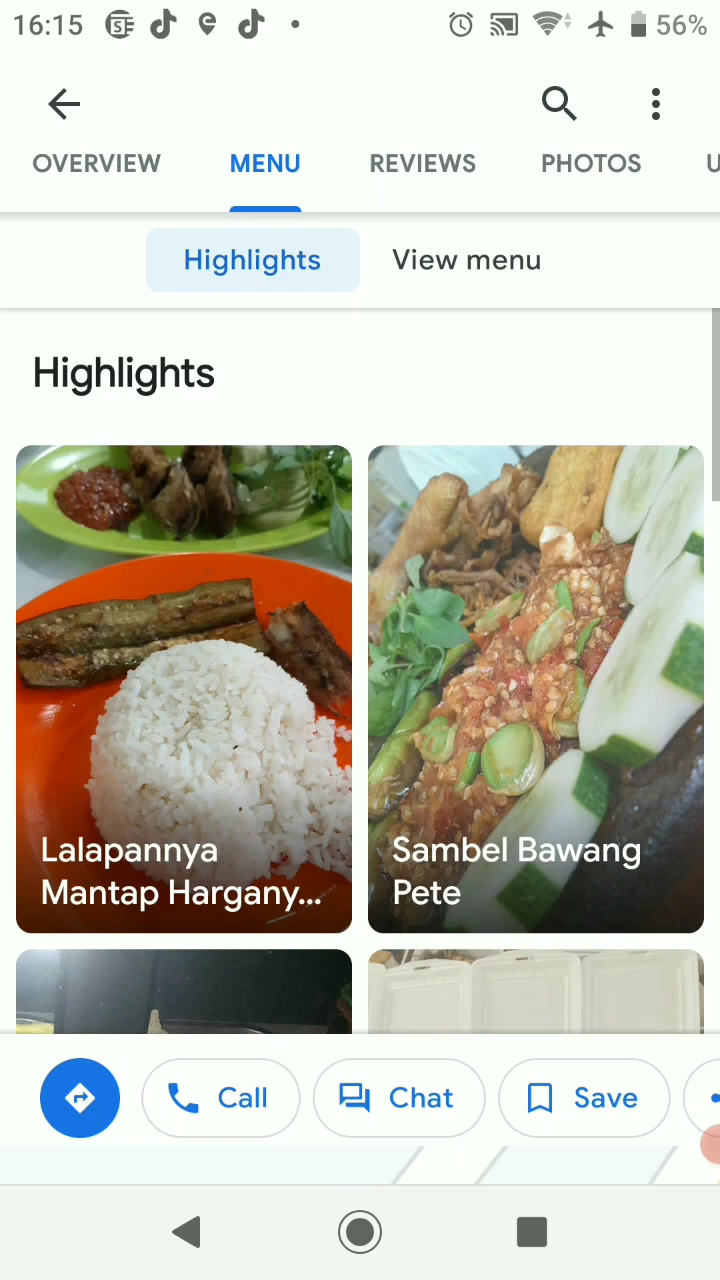 16:15
56%
OVERVIEW MENU REVIEWS PHOTOS
Highlights View menu
Highlights
Lalapannya
Mantap Hargany...
Sambel Bawang
Pete
Call Chat Save